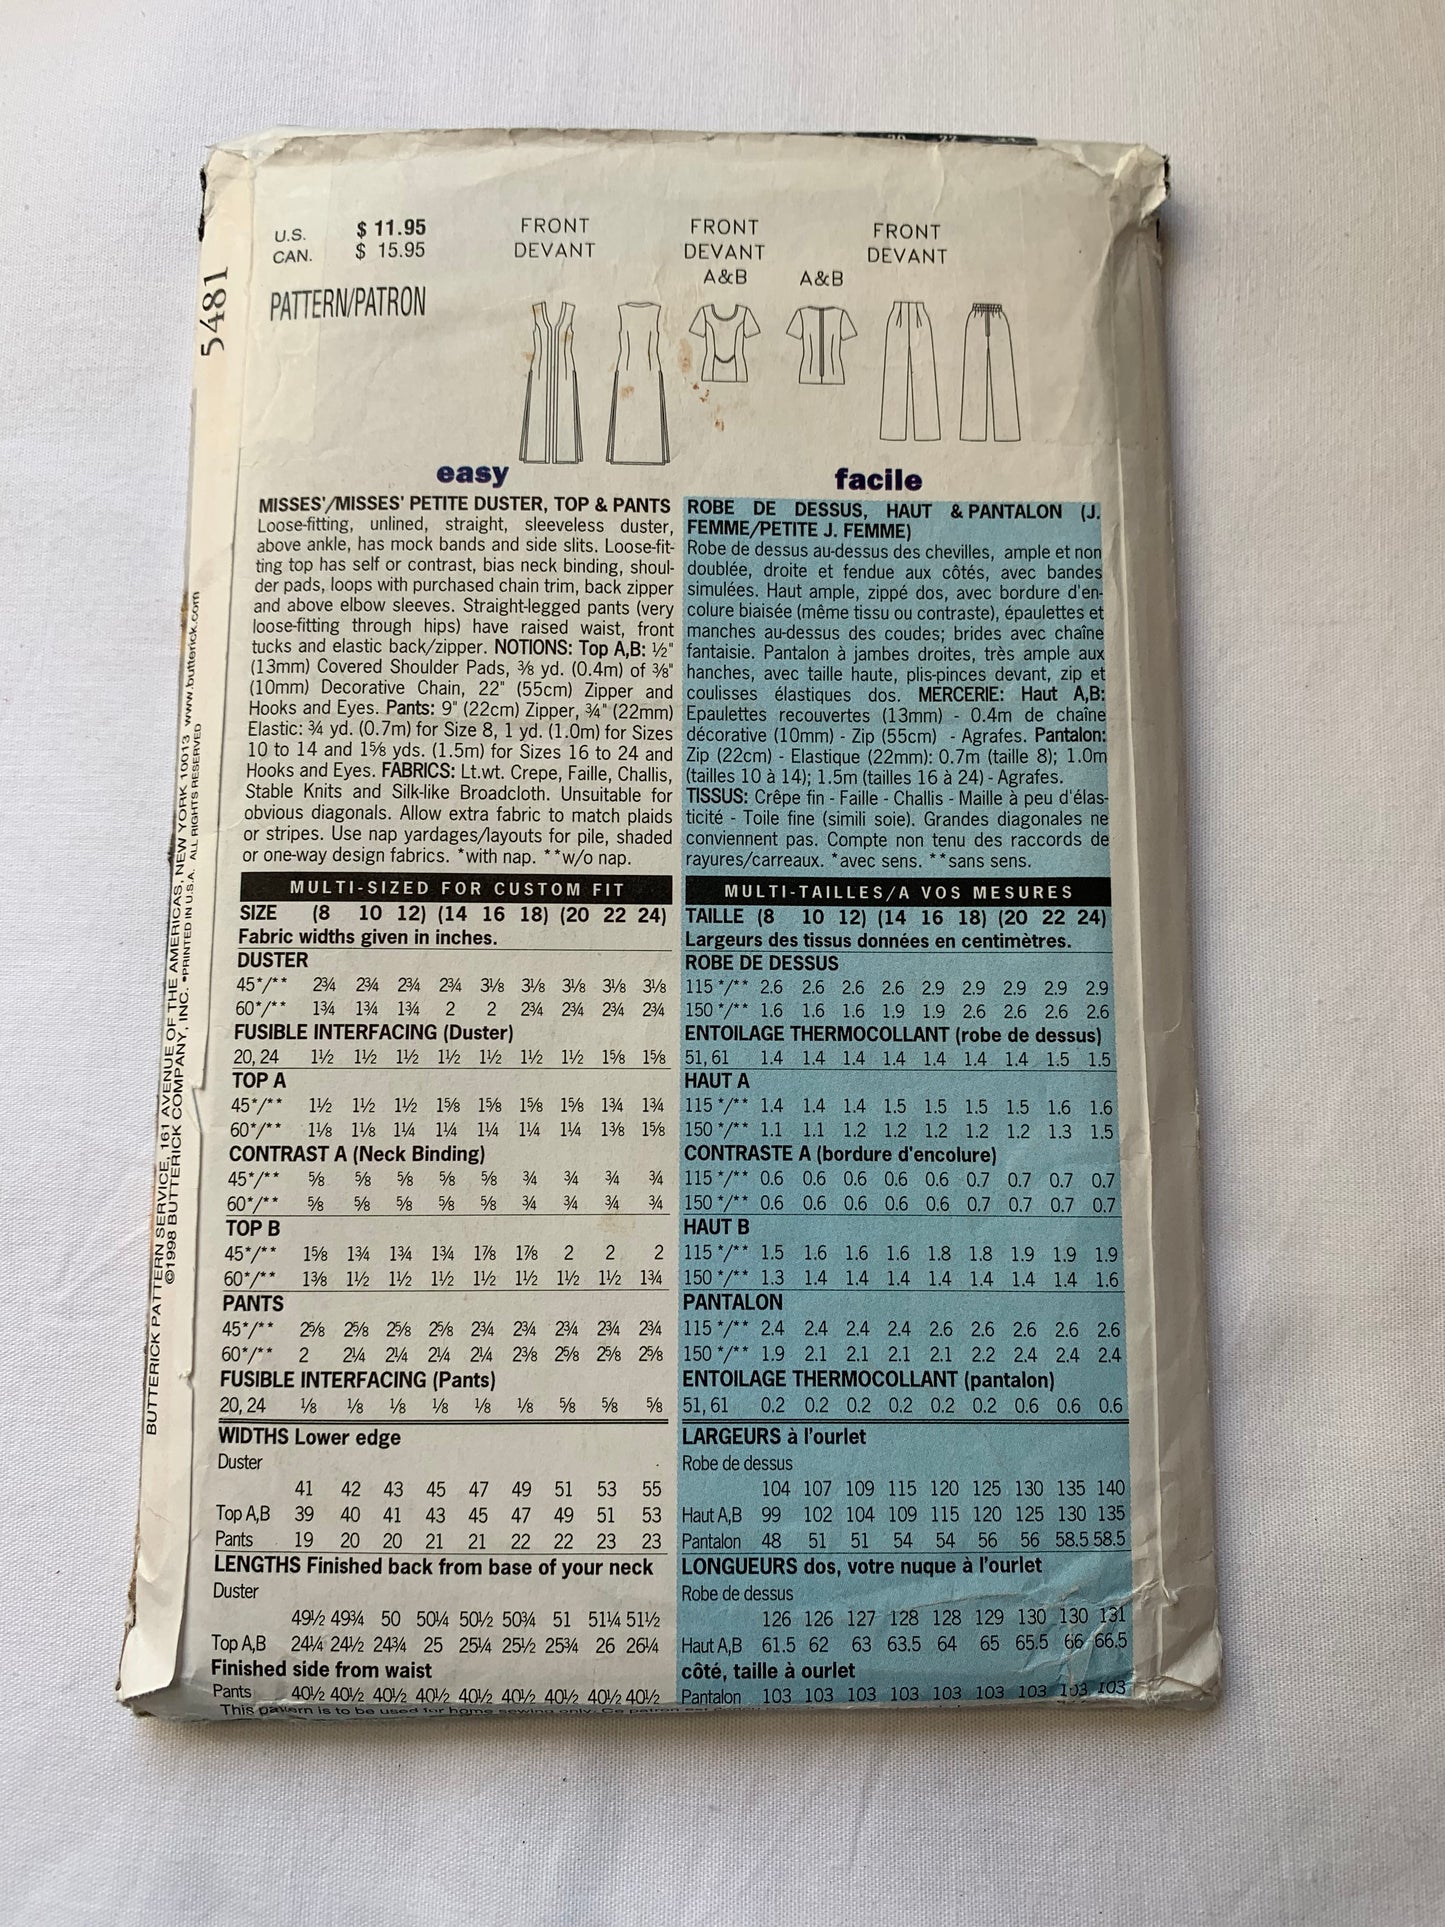 5481
U.S. $ 11.95
CAN. $ 15.95
PATTERN/PATRON
FRONT
DEVANT
FRONT
DEVANT
A&B
A&B
FRONT
DEVANT
easy
MISSES'/MISSES' PETITE DUSTER, TOP & PANTS
Loose-fitting, unlined, straight, sleeveless duster,
above ankle, has mock bands and side slits. Loose-fit-
ting top has self or contrast, bias neck binding, shoul-
der pads, loops with purchased chain trim, back zipper
and above elbow sleeves. Straight-legged pants (very
loose-fitting through hips) have raised waist, front
tucks and elastic back/zipper. NOTIONS: Top A,B: ½"
(13mm) Covered Shoulder Pads, ⅜ yd. (0.4m) of ⅜"
(10mm) Decorative Chain, 22" (55cm) Zipper and
Hooks and Eyes. Pants: 9" (22cm) Zipper, ¾" (22mm)
Elastic: ¾ yd. (0.7m) for Size 8, 1 yd. (1.0m) for Sizes
10 to 14 and 1⅝ yds. (1.5m) for Sizes 16 to 24 and
Hooks and Eyes. FABRICS: Lt.wt. Crepe, Faille, Challis,
Stable Knits and Silk-like Broadcloth. Unsuitable for
obvious diagonals. Allow extra fabric to match plaids
or stripes. Use nap yardages/layouts for pile, shaded
or one-way design fabrics. *with nap. **w/o nap.
MULTI-SIZED FOR CUSTOM FIT
SIZE (8 10 12) (14 16 18) (20 22 24)
Fabric widths given in inches.
DUSTER
45*/** 2¾ 2¾ 2¾ 2¾ 3⅛ 3⅛ 3⅛ 3⅛ 3⅛
60*/** 1¾ 1¾ 1¾ 2 2 2¾ 2¾ 2¾ 2¾
FUSIBLE INTERFACING (Duster)
20, 24 1½ 1½ 1½ 1½ 1½ 1½ 1½ 1⅝ 1⅝
TOP A
45*/** 1½ 1½ 1½ 1⅝ 1⅝ 1⅝ 1⅝ 1¾ 1¾
60*/** 1⅛ 1⅛ 1¼ 1¼ 1¼ 1¼ 1¼ 1⅜ 1⅝
CONTRAST A (Neck Binding)
45*/** ⅝ ⅝ ⅝ ⅝ ⅝ ¾ ¾ ¾ ¾
60*/** ⅝ ⅝ ⅝ ⅝ ⅝ ¾ ¾ ¾ ¾
TOP B
45*/** 1⅝ 1¾ 1¾ 1¾ 1⅞ 1⅞ 2 2 2
60*/** 1⅜ 1½ 1½ 1½ 1½ 1½ 1½ 1½ 1¾
PANTS
45*/** 2⅝ 2⅝ 2⅝ 2⅝ 2¾ 2¾ 2¾ 2¾ 2¾
60*/** 2 2¼ 2¼ 2¼ 2¼ 2⅜ 2⅝ 2⅝ 2⅝
FUSIBLE INTERFACING (Pants)
20, 24 ⅛ ⅛ ⅛ ⅛ ⅛ ⅛ ⅝ ⅝ ⅝
WIDTHS Lower edge
Duster
41 42 43 45 47 49 51 53 55
Top A,B 39 40 41 43 45 47 49 51 53
Pants 19 20 20 21 21 22 22 23 23
LENGTHS Finished back from base of your neck
Duster
49½ 49¾ 50 50¼ 50½ 50¾ 51 51¼ 51½
Top A,B 24¼ 24½ 24¾ 25 25¼ 25½ 25¾ 26 26¼
Finished side from waist
Pants 40½ 40½ 40½ 40½ 40½ 40½ 40½ 40½ 40½
facile
ROBE DE DESSUS, HAUT & PANTALON (J.
FEMME/PETITE J. FEMME)
Robe de dessus au-dessus des chevilles, ample et non
doublée, droite et fendue aux côtés, avec bandes
simulées. Haut ample, zippé dos, avec bordure d'en-
colure biaisée (même tissu ou contraste), épaulettes et
manches au-dessus des coudes; brides avec chaîne
fantaisie. Pantalon à jambes droites, très ample aux
hanches, avec taille haute, plis-pinces devant, zip et
coulisses élastiques dos. MERCERIE: Haut A,B:
Epaulettes recouvertes (13mm) - 0.4m de chaîne
décorative (10mm) - Zip (55cm) - Agrafes. Pantalon:
Zip (22cm) - Elastique (22mm): 0.7m (taille 8); 1.0m
(tailles 10 à 14); 1.5m (tailles 16 à 24) - Agrafes.
TISSUS: Crêpe fin - Faille - Challis - Maille à peu d'élas-
ticité - Toile fine (simili soie). Grandes diagonales ne
conviennent pas. Compte non tenu des raccords de
rayures/carreaux. *avec sens. **sans sens.
MULTI-TAILLES/A VOS MESURES
TAILLE (8 10 12) (14 16 18) (20 22 24)
Largeurs des tissus données en centimètres.
ROBE DE DESSUS
115*/** 2.6 2.6 2.6 2.6 2.9 2.9 2.9 2.9 2.9
150*/** 1.6 1.6 1.6 1.9 1.9 2.6 2.6 2.6 2.6
ENTOILAGE THERMOCOLLANT (robe de dessus)
51, 61 1.4 1.4 1.4 1.4 1.4 1.4 1.4 1.5 1.5
HAUT A
115*/** 1.4 1.4 1.4 1.5 1.5 1.5 1.5 1.6 1.6
150*/** 1.1 1.1 1.2 1.2 1.2 1.2 1.2 1.3 1.5
CONTRASTE A (bordure d'encolure)
115*/** 0.6 0.6 0.6 0.6 0.6 0.7 0.7 0.7 0.7
150*/** 0.6 0.6 0.6 0.6 0.6 0.7 0.7 0.7 0.7
HAUT B
115*/** 1.5 1.6 1.6 1.6 1.8 1.8 1.9 1.9 1.9
150*/** 1.3 1.4 1.4 1.4 1.4 1.4 1.4 1.4 1.6
PANTALON
115*/** 2.4 2.4 2.4 2.4 2.6 2.6 2.6 2.6 2.6
150*/** 1.9 2.1 2.1 2.1 2.1 2.2 2.4 2.4 2.4
ENTOILAGE THERMOCOLLANT (pantalon)
51, 61 0.2 0.2 0.2 0.2 0.2 0.2 0.6 0.6 0.6
LARGEURS à l'ourlet
Robe de dessus
104 107 109 115 120 125 130 135 140
Haut A,B 99 102 104 109 115 120 125 130 135
Pantalon 48 51 51 54 54 56 56 58.5 58.5
LONGUEURS dos, votre nuque à l'ourlet
Robe de dessus
126 126 127 128 128 129 130 130 131
Haut A,B 61.5 62 63 63.5 64 65 65.5 66 66.5
côté, taille à ourlet
Pantalon 103 103 103 103 103 103 103 103 103
This pattern is to be used for home sewing only. Ce patron est
BUTTERICK PATTERN SERVICE, 161 AVENUE OF THE AMERICAS, NEW YORK 10013 www.butterick.com
©1998 BUTTERICK COMPANY, INC. •PRINTED IN U.S.A. ALL RIGHTS RESERVED